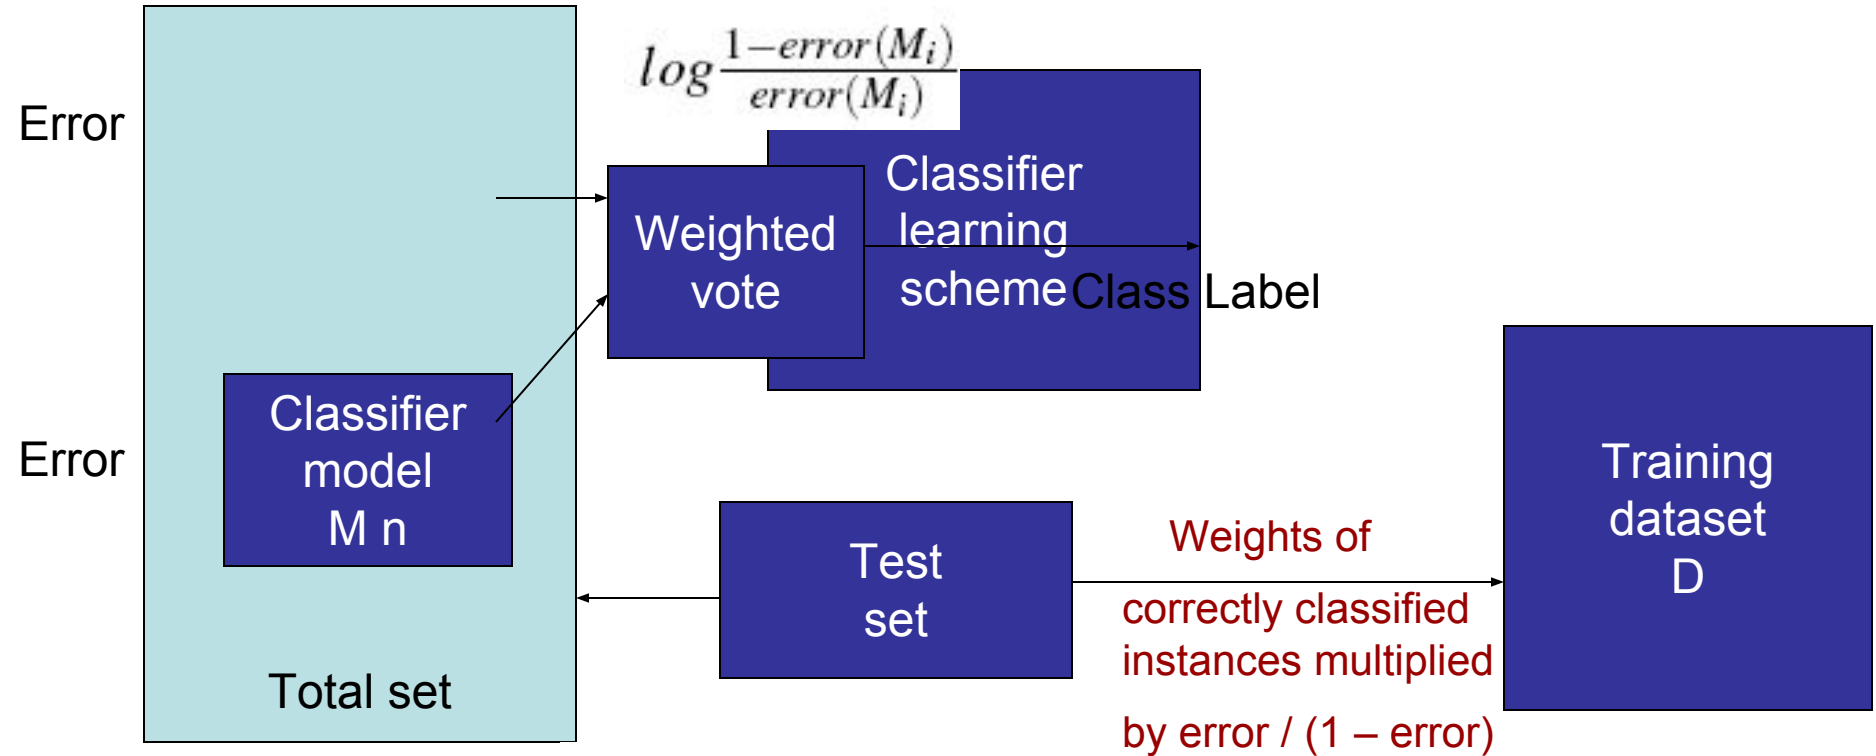 Error
Error
Classifier
model
M n
Total set
log 1−error(Mi) / error(Mi)
Weighted
vote
Classifier
learning
scheme
Class Label
Test
set
Weights of
correctly classified
instances multiplied
by error / (1 – error)
Training
dataset
D